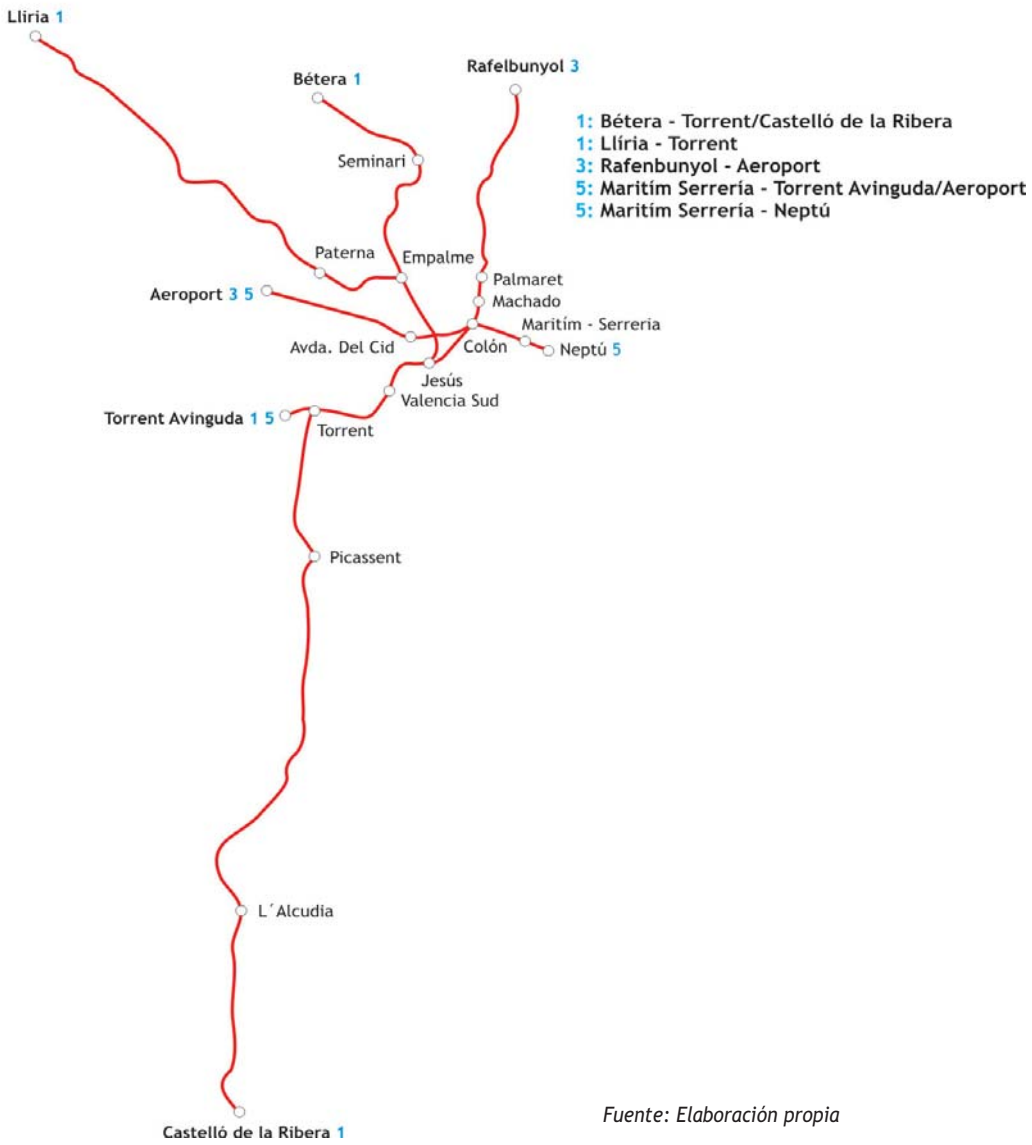 Llíria 1
Bétera 1
Rafelbunyol 3
1: Bétera - Torrent/Castelló de la Ribera
1: Llíria - Torrent
3: Rafenbunyol - Aeroport
5: Maritím Serrería - Torrent Avinguda/Aeroport
5: Maritím Serrería - Neptú
Seminari
Paterna
Empalme
Aeroport 3 5
Palmaret
Machado
Maritím - Serreria
Avda. Del Cid
Colón
Neptú 5
Jesús
Valencia Sud
Torrent Avinguda 1 5
Torrent
Picassent
L´Alcudia
Castelló de la Ribera 1
Fuente: Elaboración propia